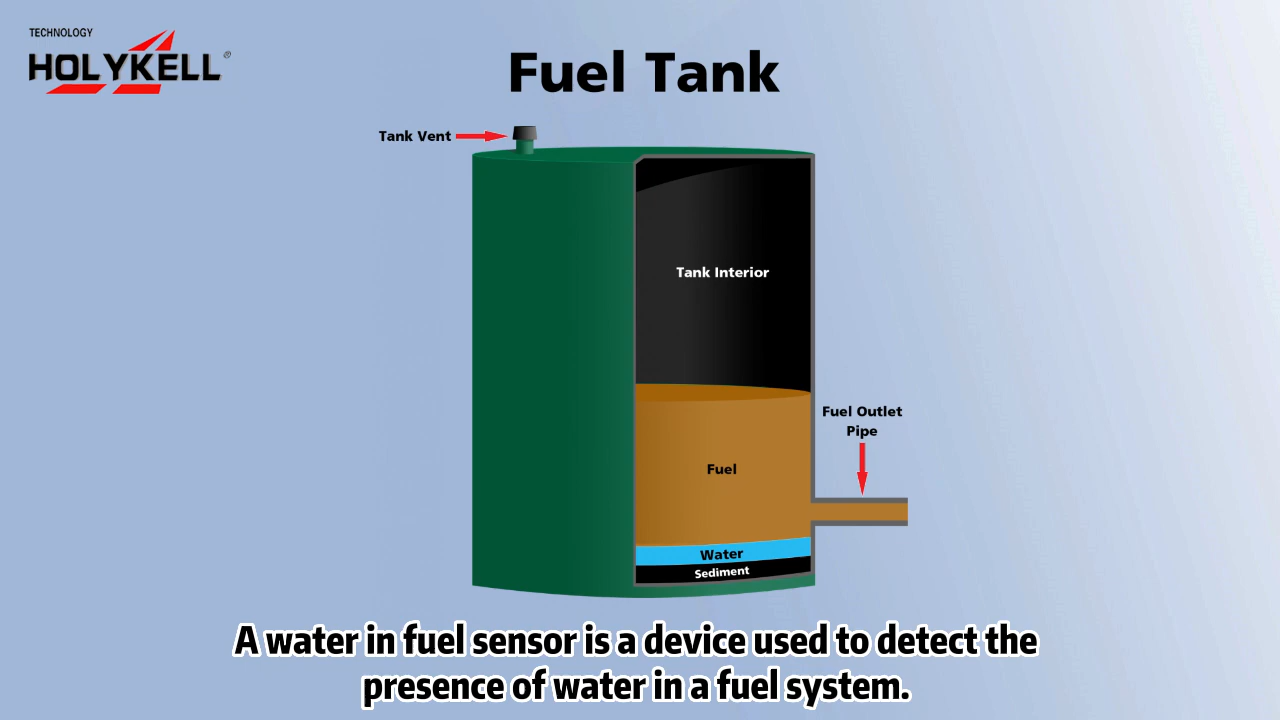 TECHNOLOGY
HOLYKELL®
Fuel Tank
Tank Vent
Tank Interior
Fuel Outlet
Pipe
Fuel
Water
Sediment
A water in fuel sensor is a device used to detect the
presence of water in a fuel system.